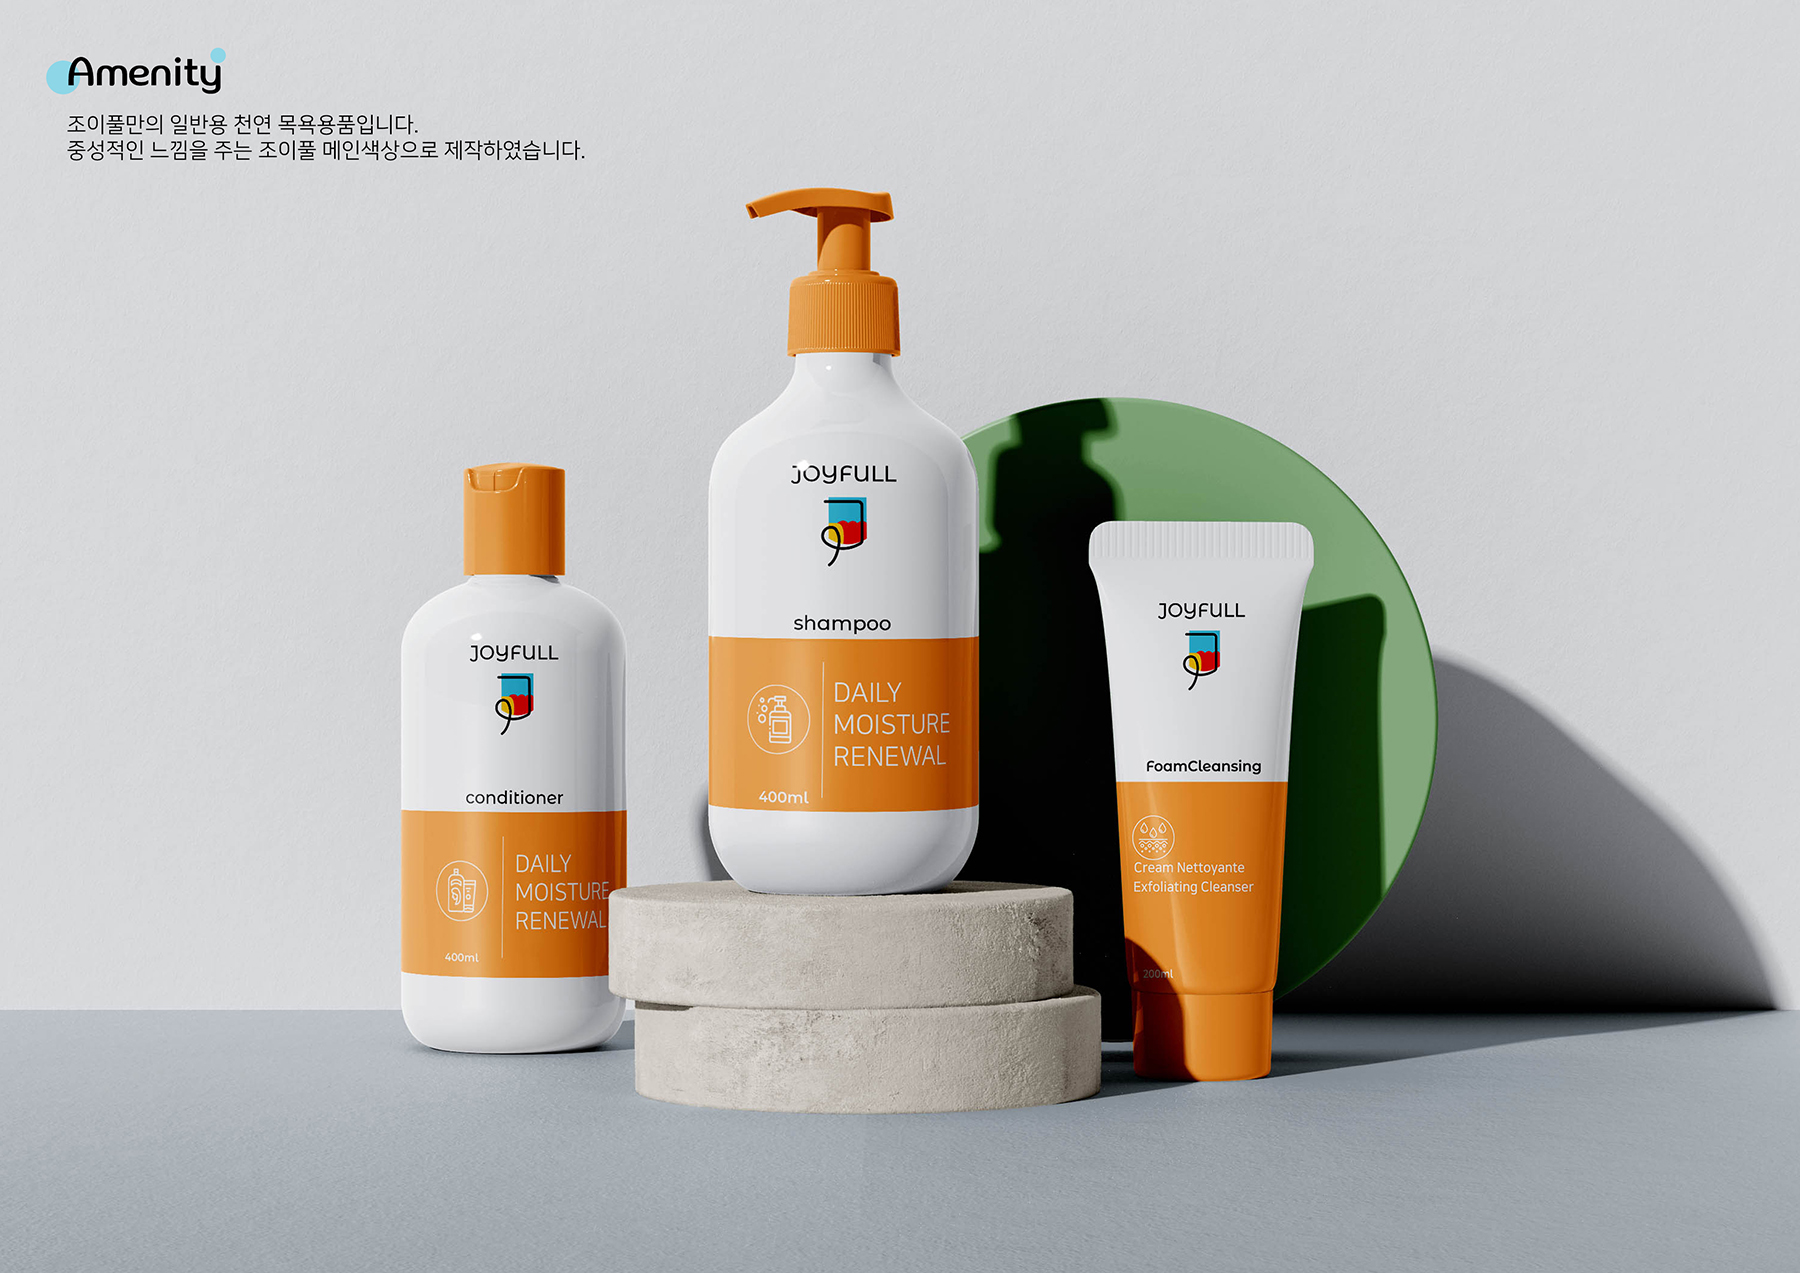 Amenity
조이풀만의 일반용 천연 목욕용품입니다.
중성적인 느낌을 주는 조이풀 메인색상으로 제작하였습니다.
JOYFULL
conditioner
DAILY
MOISTURE
RENEWAL
400ml
JOYFULL
shampoo
DAILY
MOISTURE
RENEWAL
400ml
JOYFULL
FoamCleansing
Cream Nettoyante
Exfoliating Cleanser
200ml